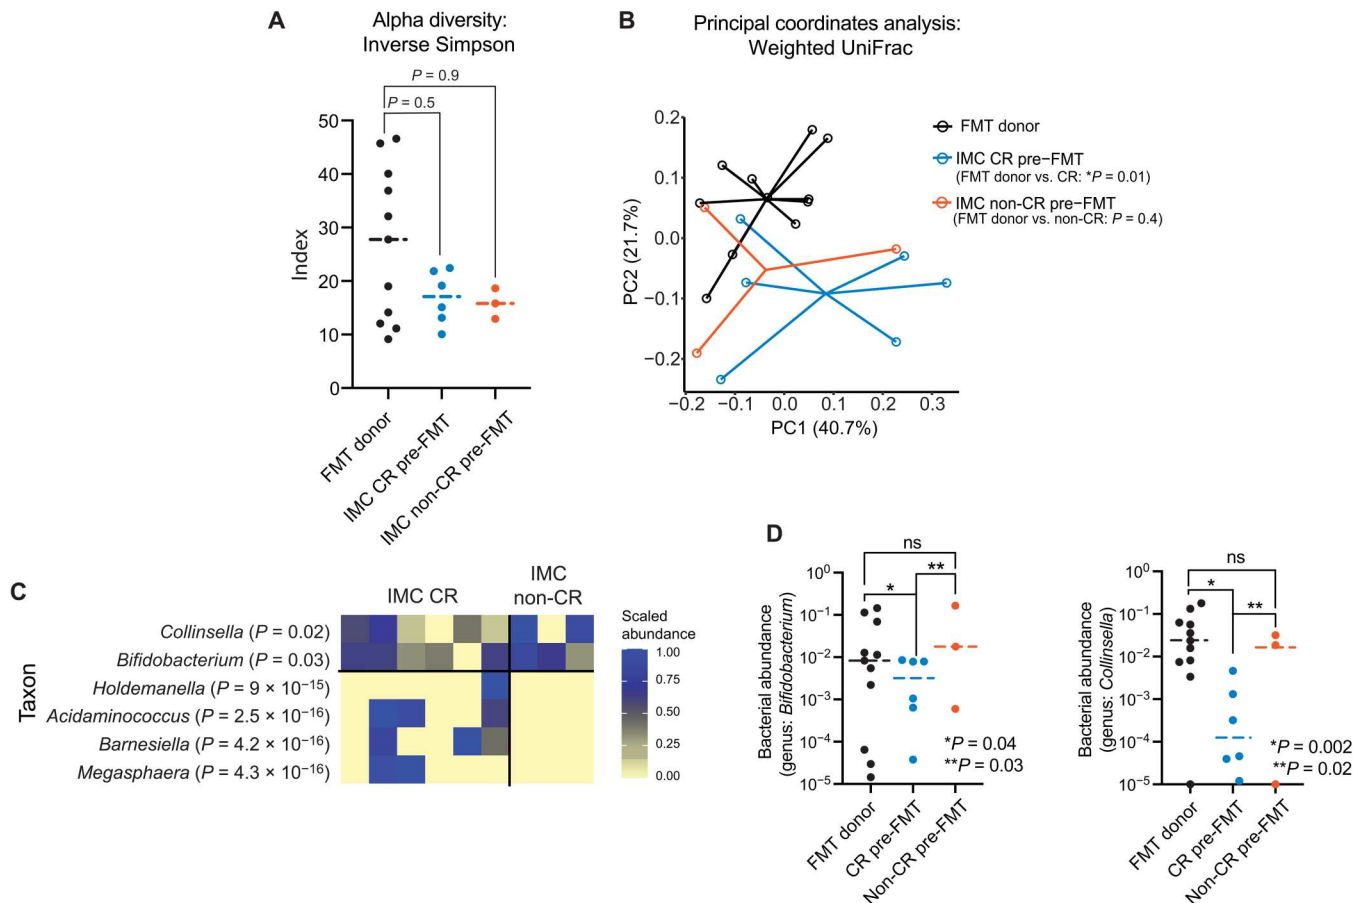 A
Alpha diversity:
Inverse Simpson
P = 0.9
P = 0.5
50
40
30
20
10
0
Index
FMT donor
IMC CR pre-FMT
IMC non-CR pre-FMT
B
Principal coordinates analysis:
Weighted UniFrac
0.2
0.1
0.0
−0.1
−0.2
PC2 (21.7%)
−0.2 −0.1 0.0 0.1 0.2 0.3
PC1 (40.7%)
FMT donor
IMC CR pre−FMT
(FMT donor vs. CR: *P = 0.01)
IMC non-CR pre-FMT
(FMT donor vs. non-CR: P = 0.4)
C
IMC CR
IMC
non-CR
Taxon
Collinsella (P = 0.02)
Bifidobacterium (P = 0.03)
Holdemanella (P = 9 × 10⁻¹⁵)
Acidaminococcus (P = 2.5 × 10⁻¹⁶)
Barnesiella (P = 4.2 × 10⁻¹⁶)
Megasphaera (P = 4.3 × 10⁻¹⁶)
Scaled
abundance
1.00
0.75
0.50
0.25
0.00
D
ns
**
*
10⁰
10⁻¹
10⁻²
10⁻³
10⁻⁴
10⁻⁵
Bacterial abundance
(genus: Bifidobacterium)
*P = 0.04
**P = 0.03
FMT donor
CR pre-FMT
Non-CR pre-FMT
ns
*
**
10⁰
10⁻¹
10⁻²
10⁻³
10⁻⁴
10⁻⁵
Bacterial abundance
(genus: Collinsella)
*P = 0.002
**P = 0.02
FMT donor
CR pre-FMT
Non-CR pre-FMT